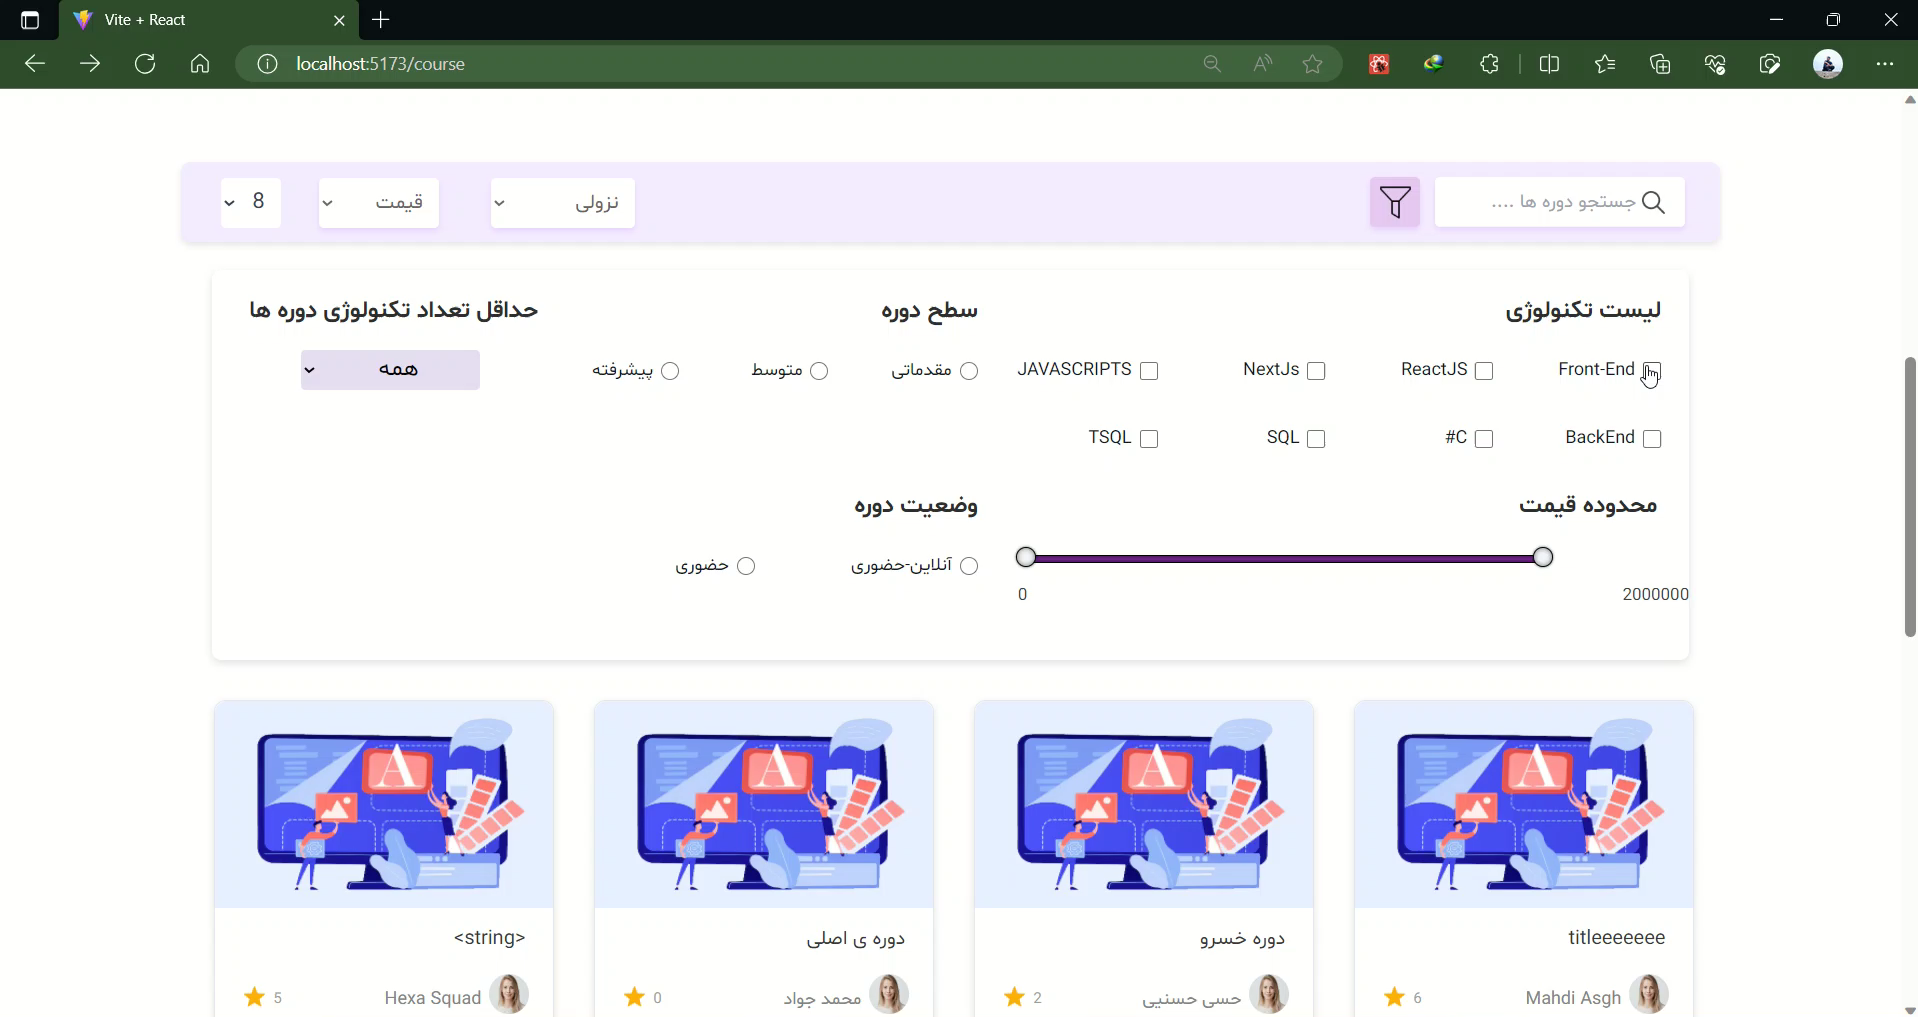 Vite + React
localhost:5173/course
جستجو دوره ها ....
نزولی
قیمت
8
لیست تکنولوژی
سطح دوره
حداقل تعداد تکنولوژی دوره ها
Front-End
ReactJS
NextJs
JAVASCRIPTS
مقدماتی
متوسط
پیشرفته
همه
BackEnd
#C
SQL
TSQL
محدوده قیمت
وضعیت دوره
آنلاین-حضوری
حضوری
0
2000000
titleeeeeee
دوره خسرو
دوره ی اصلی
<string>
Mahdi Asgh
6
حسی حسنیی
2
محمد جواد
0
Hexa Squad
5